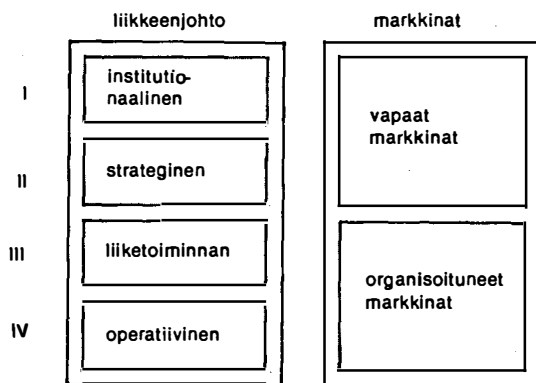 liikkeenjohto
markkinat
I
institutio-
naalinen
vapaat
markkinat
II
strateginen
III
liiketoiminnan
organisoituneet
markkinat
IV
operatiivinen